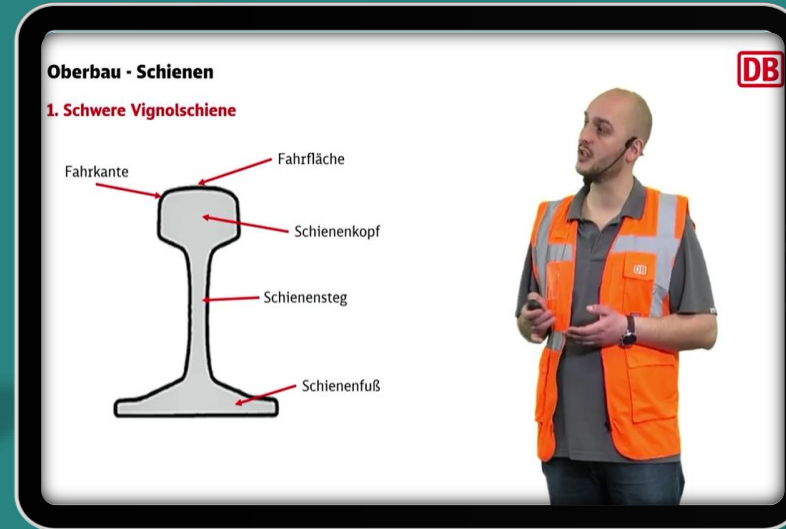 Oberbau - Schienen
DB
1. Schwere Vignolschiene
Fahrfläche
Fahrkante
Schienenkopf
Schienensteg
Schienenfuß
DB